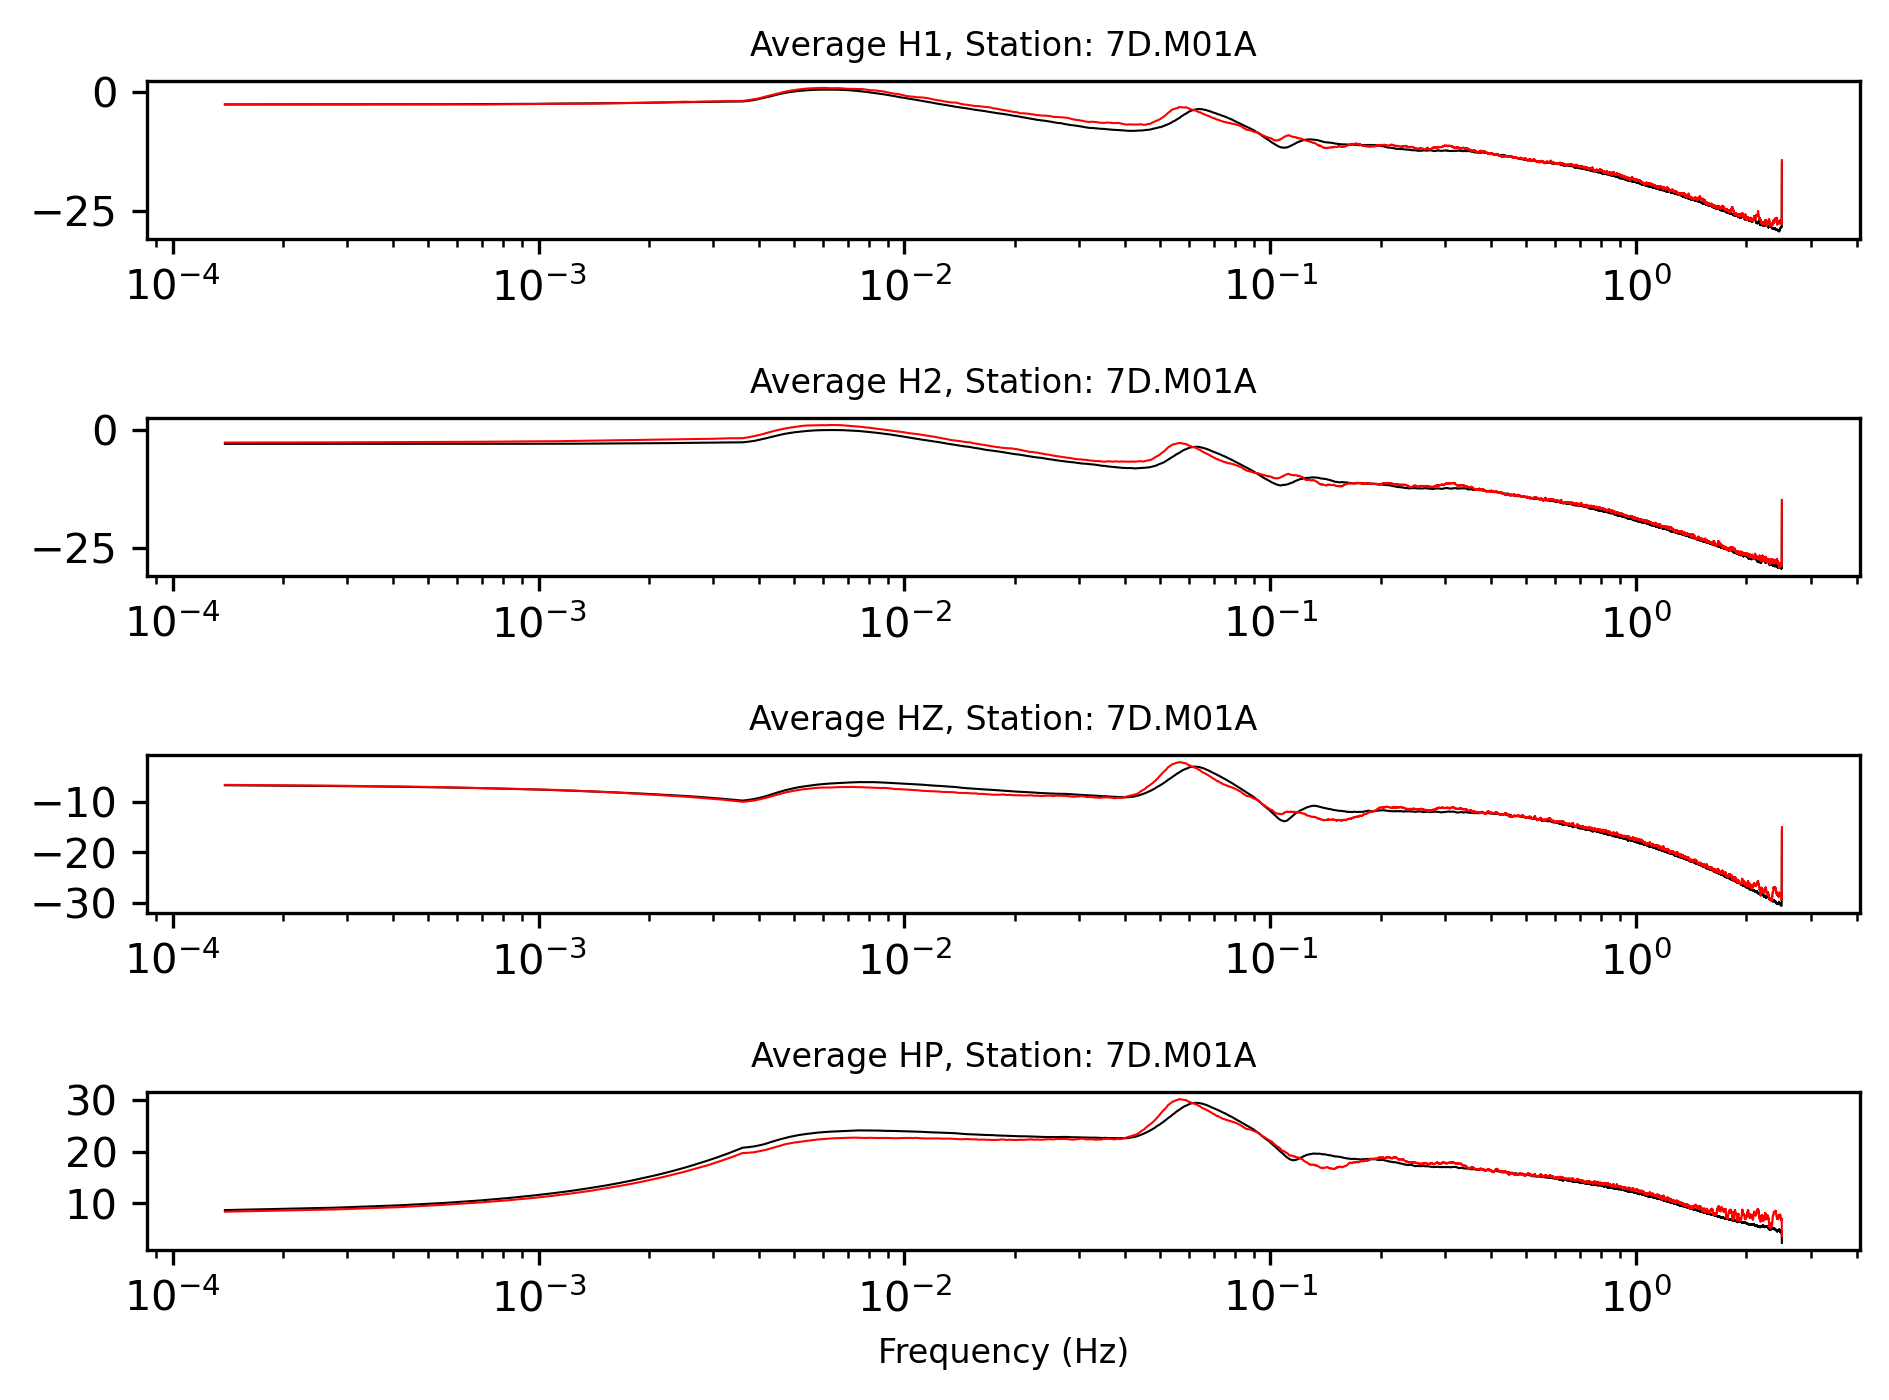 Average H1, Station: 7D.M01A
0
−25
10⁻⁴ 10⁻³ 10⁻² 10⁻¹ 10⁰
Average H2, Station: 7D.M01A
0
−25
10⁻⁴ 10⁻³ 10⁻² 10⁻¹ 10⁰
Average HZ, Station: 7D.M01A
−10
−20
−30
10⁻⁴ 10⁻³ 10⁻² 10⁻¹ 10⁰
Average HP, Station: 7D.M01A
30
20
10
10⁻⁴ 10⁻³ 10⁻² 10⁻¹ 10⁰
Frequency (Hz)